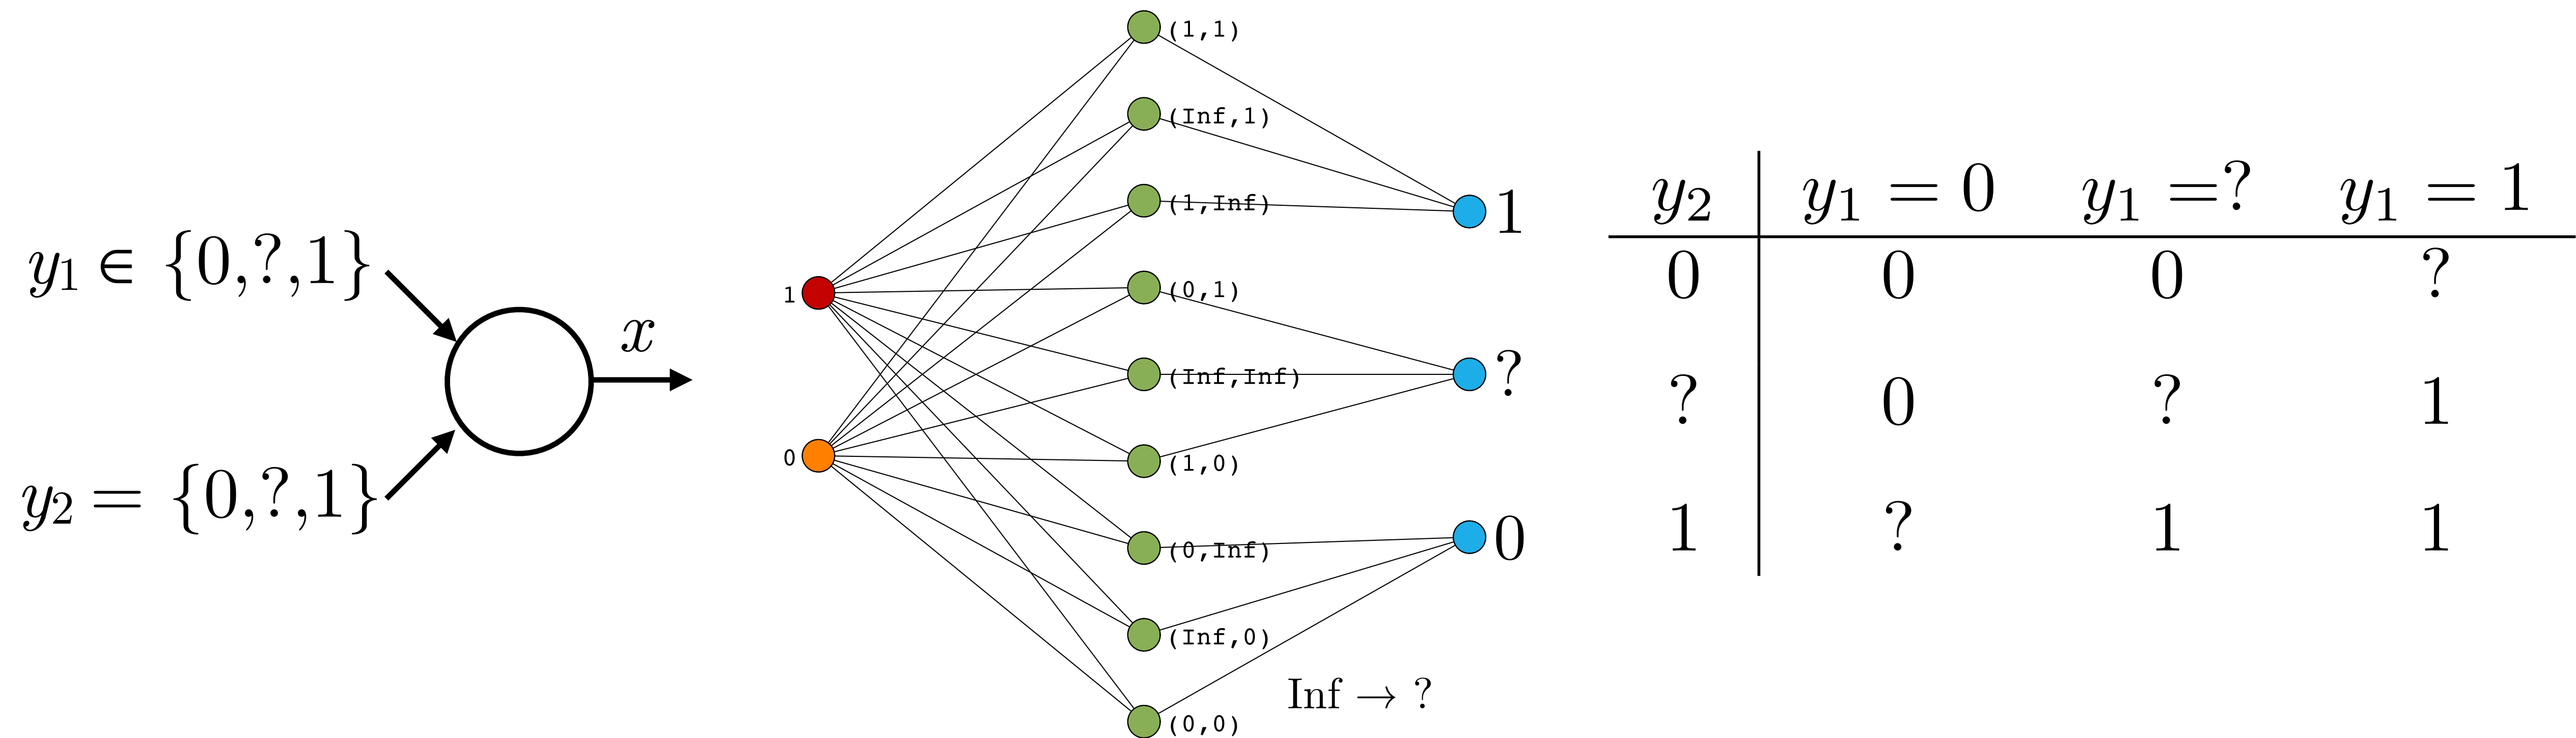 y₁ ∈ {0,?,1}
y₂ = {0,?,1}
x
1
0
(1,1)
(Inf,1)
(1,Inf)
(0,1)
(Inf,Inf)
(1,0)
(0,Inf)
(Inf,0)
(0,0)
1
?
0
Inf → ?
y₂ y₁ = 0 y₁ =? y₁ = 1
0 0 0 ?
? 0 ? 1
1 ? 1 1